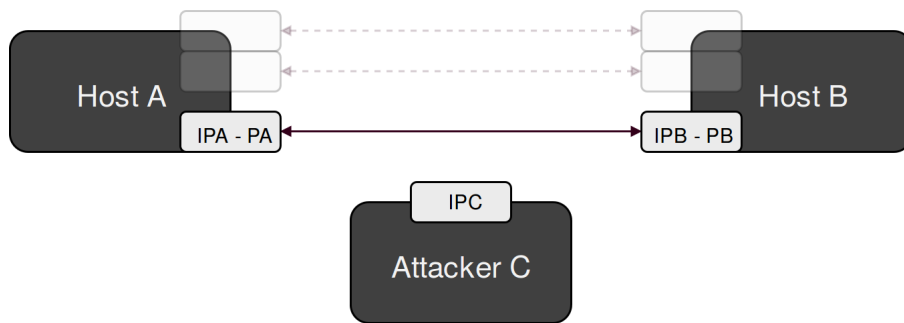 Host A
Host B
IPA - PA
IPB - PB
IPC
Attacker C